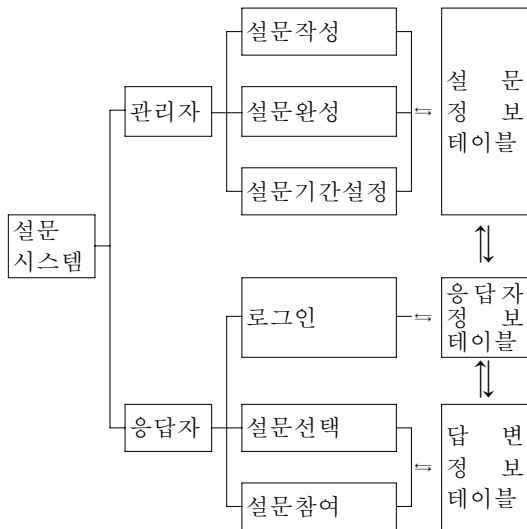 설문작성
설 문
정 보
테이블
관리자
설문완성
⇆
설문기간설정
설문
시스템
⇅
로그인
⇆
응답자
정 보
테이블
⇅
응답자
설문선택
답 변
정 보
테이블
⇆
설문참여